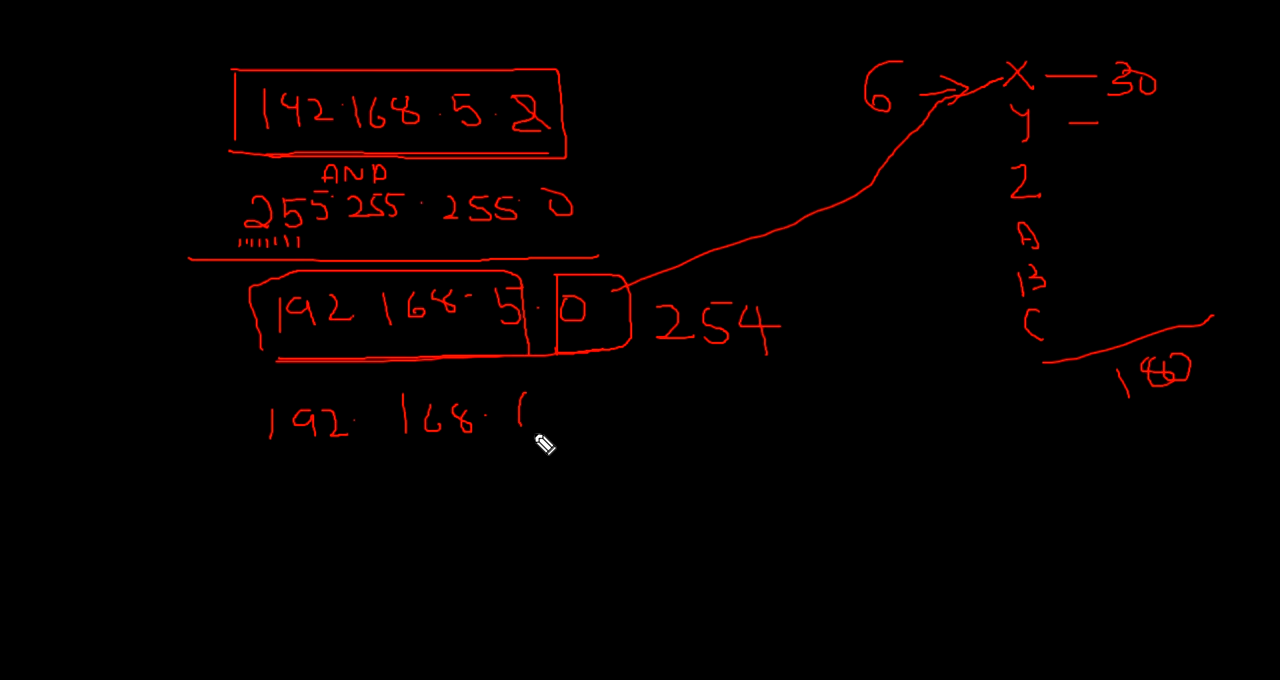 192.168.5.2
AND
255.255.255.0
192 168.5.0
254
192.168.
6
X — 30
Y —
Z
A
B
C
180